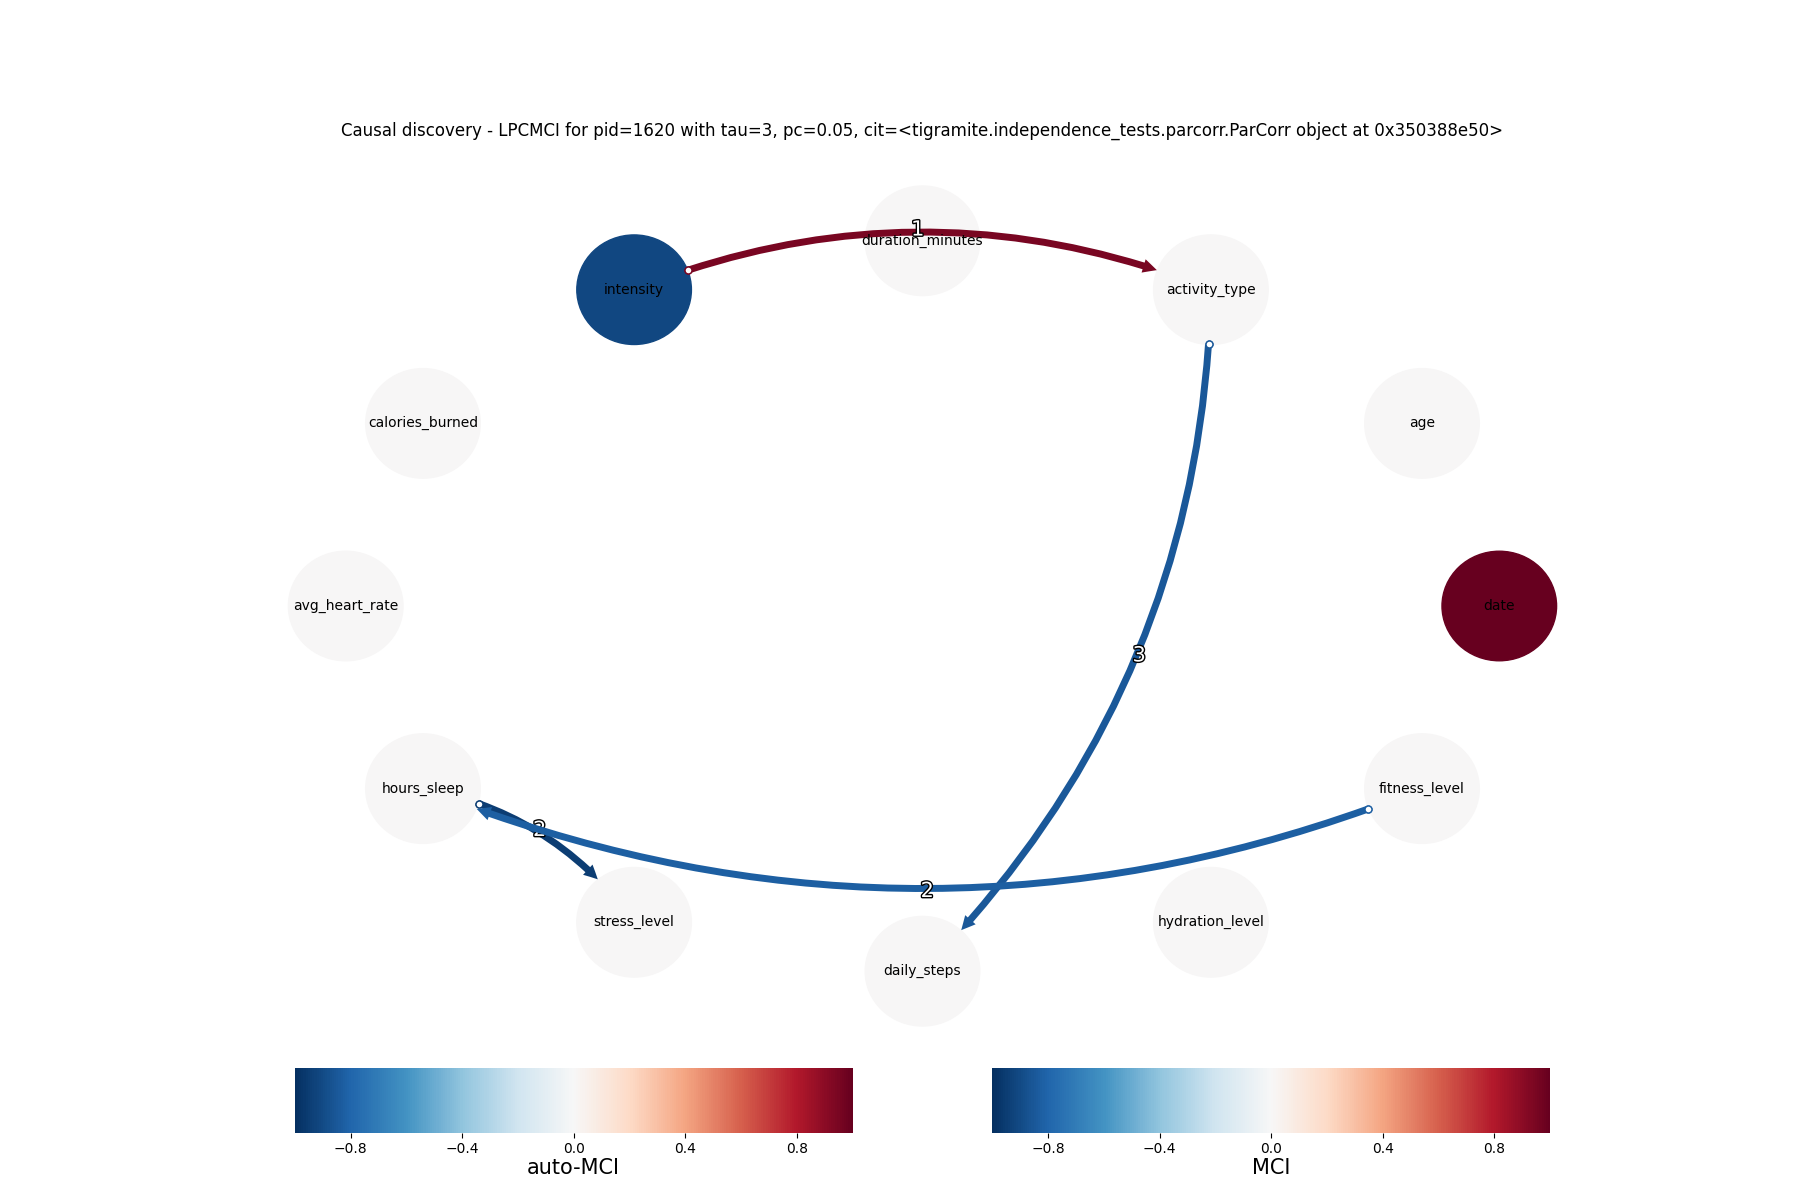 Causal discovery - LPCMCI for pid=1620 with tau=3, pc=0.05, cit=<tigramite.independence_tests.parcorr.ParCorr object at 0x350388e50>
1
duration_minutes
intensity
activity_type
calories_burned
age
avg_heart_rate
date
3
hours_sleep
fitness_level
2
2
stress_level
hydration_level
daily_steps
−0.8 −0.4 0.0 0.4 0.8
auto-MCI
−0.8 −0.4 0.0 0.4 0.8
MCI